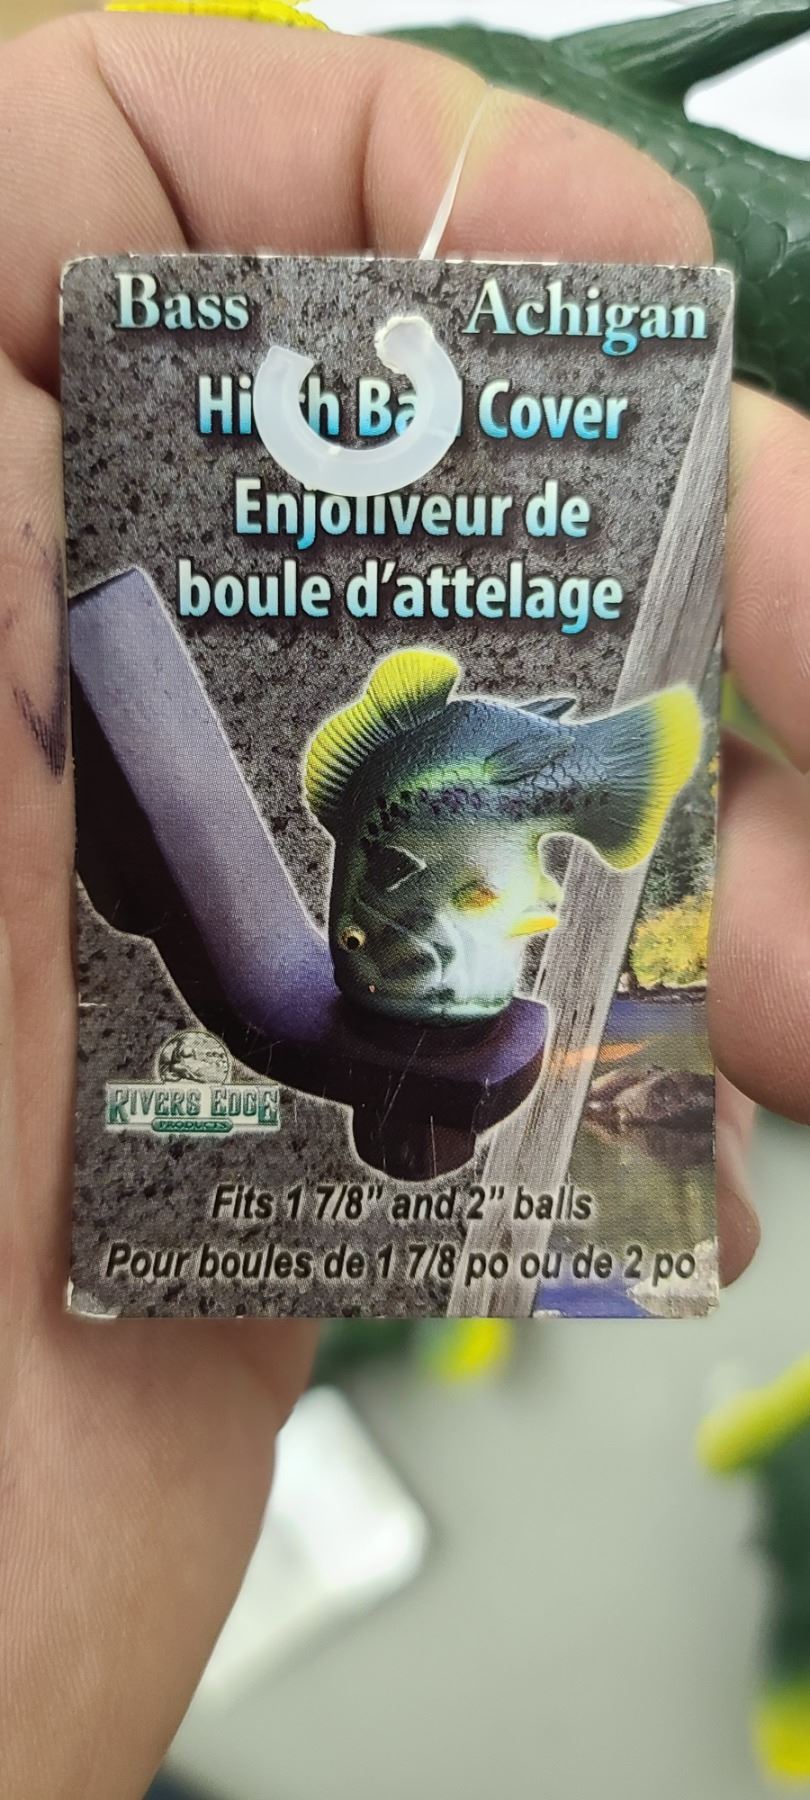 Bass Achigan
Cover
Enjoliveur de
boule d'attelage
RIVERS EDGE
PRODUCTS
Fits 1 7/8" and 2" balls
Pour boules de 1 7/8 po ou de 2 po